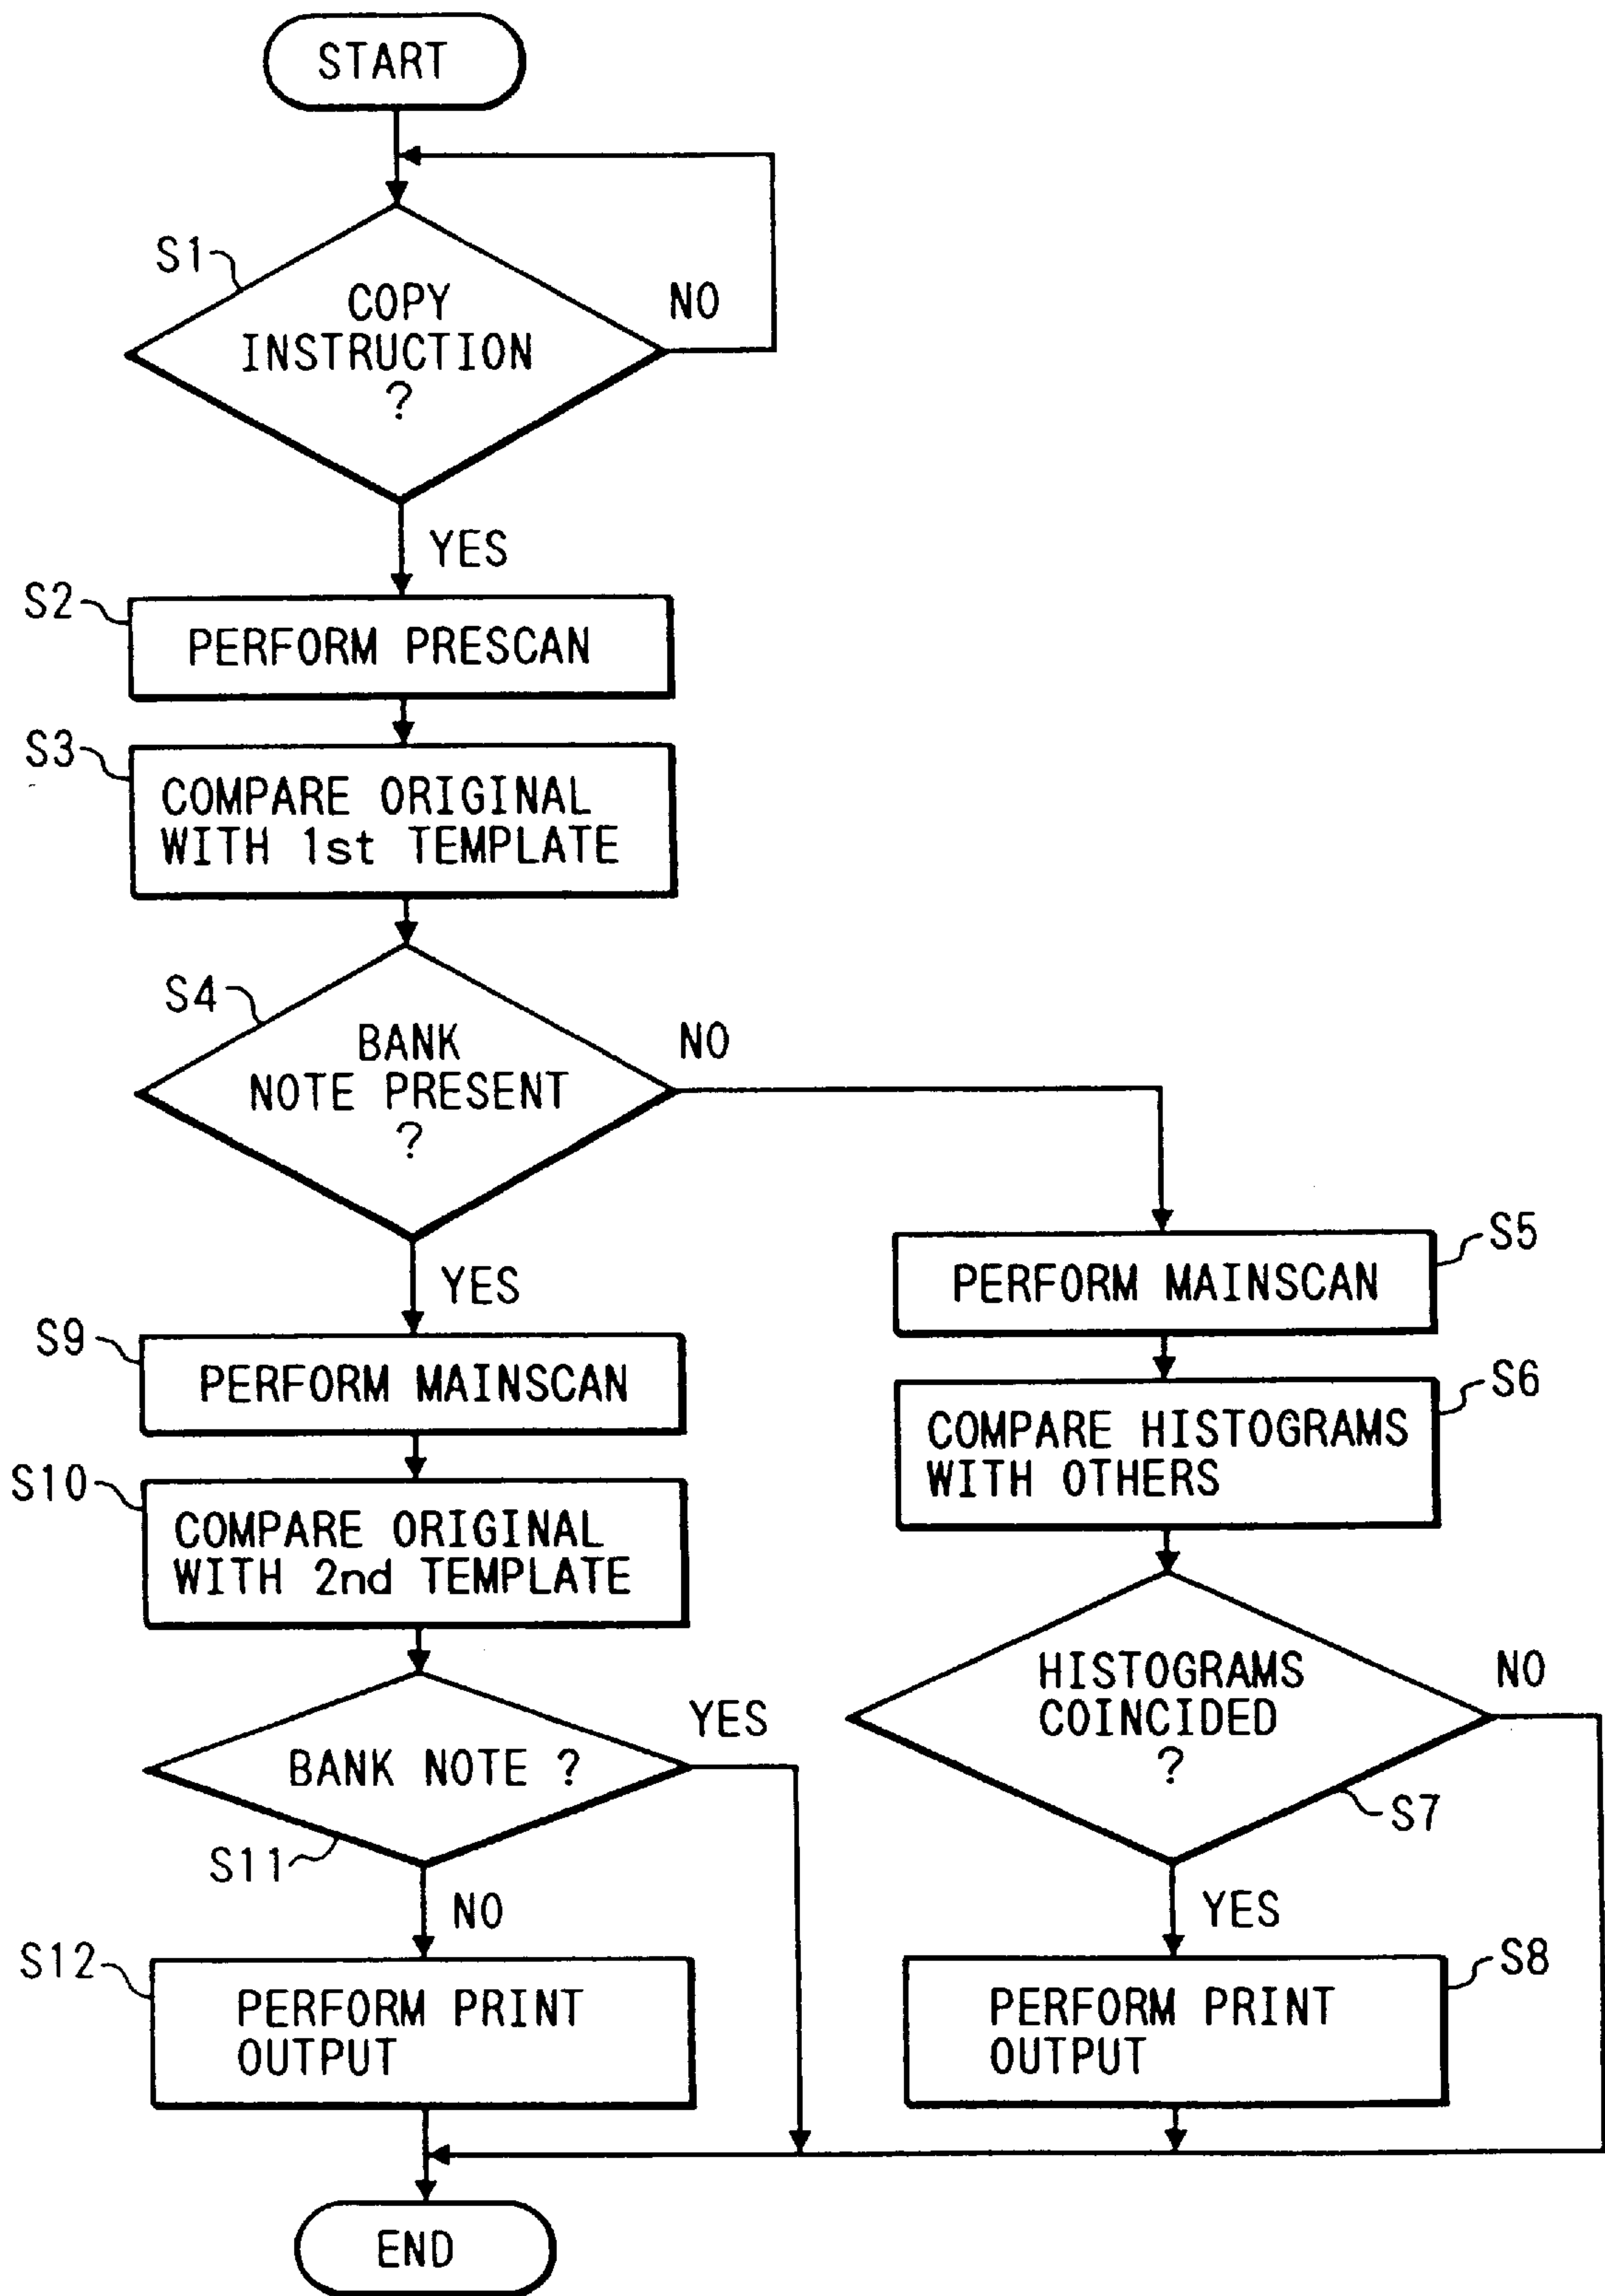 START
S1
COPY
INSTRUCTION
?
NO
YES
S2
PERFORM PRESCAN
S3
COMPARE ORIGINAL
WITH 1st TEMPLATE
S4
BANK
NOTE PRESENT
?
NO
YES
S5
PERFORM MAINSCAN
S6
COMPARE HISTOGRAMS
WITH OTHERS
HISTOGRAMS
COINCIDED
?
NO
S7
YES
S8
PERFORM PRINT
OUTPUT
S9
PERFORM MAINSCAN
S10
COMPARE ORIGINAL
WITH 2nd TEMPLATE
BANK NOTE ?
YES
S11
NO
S12
PERFORM PRINT
OUTPUT
END